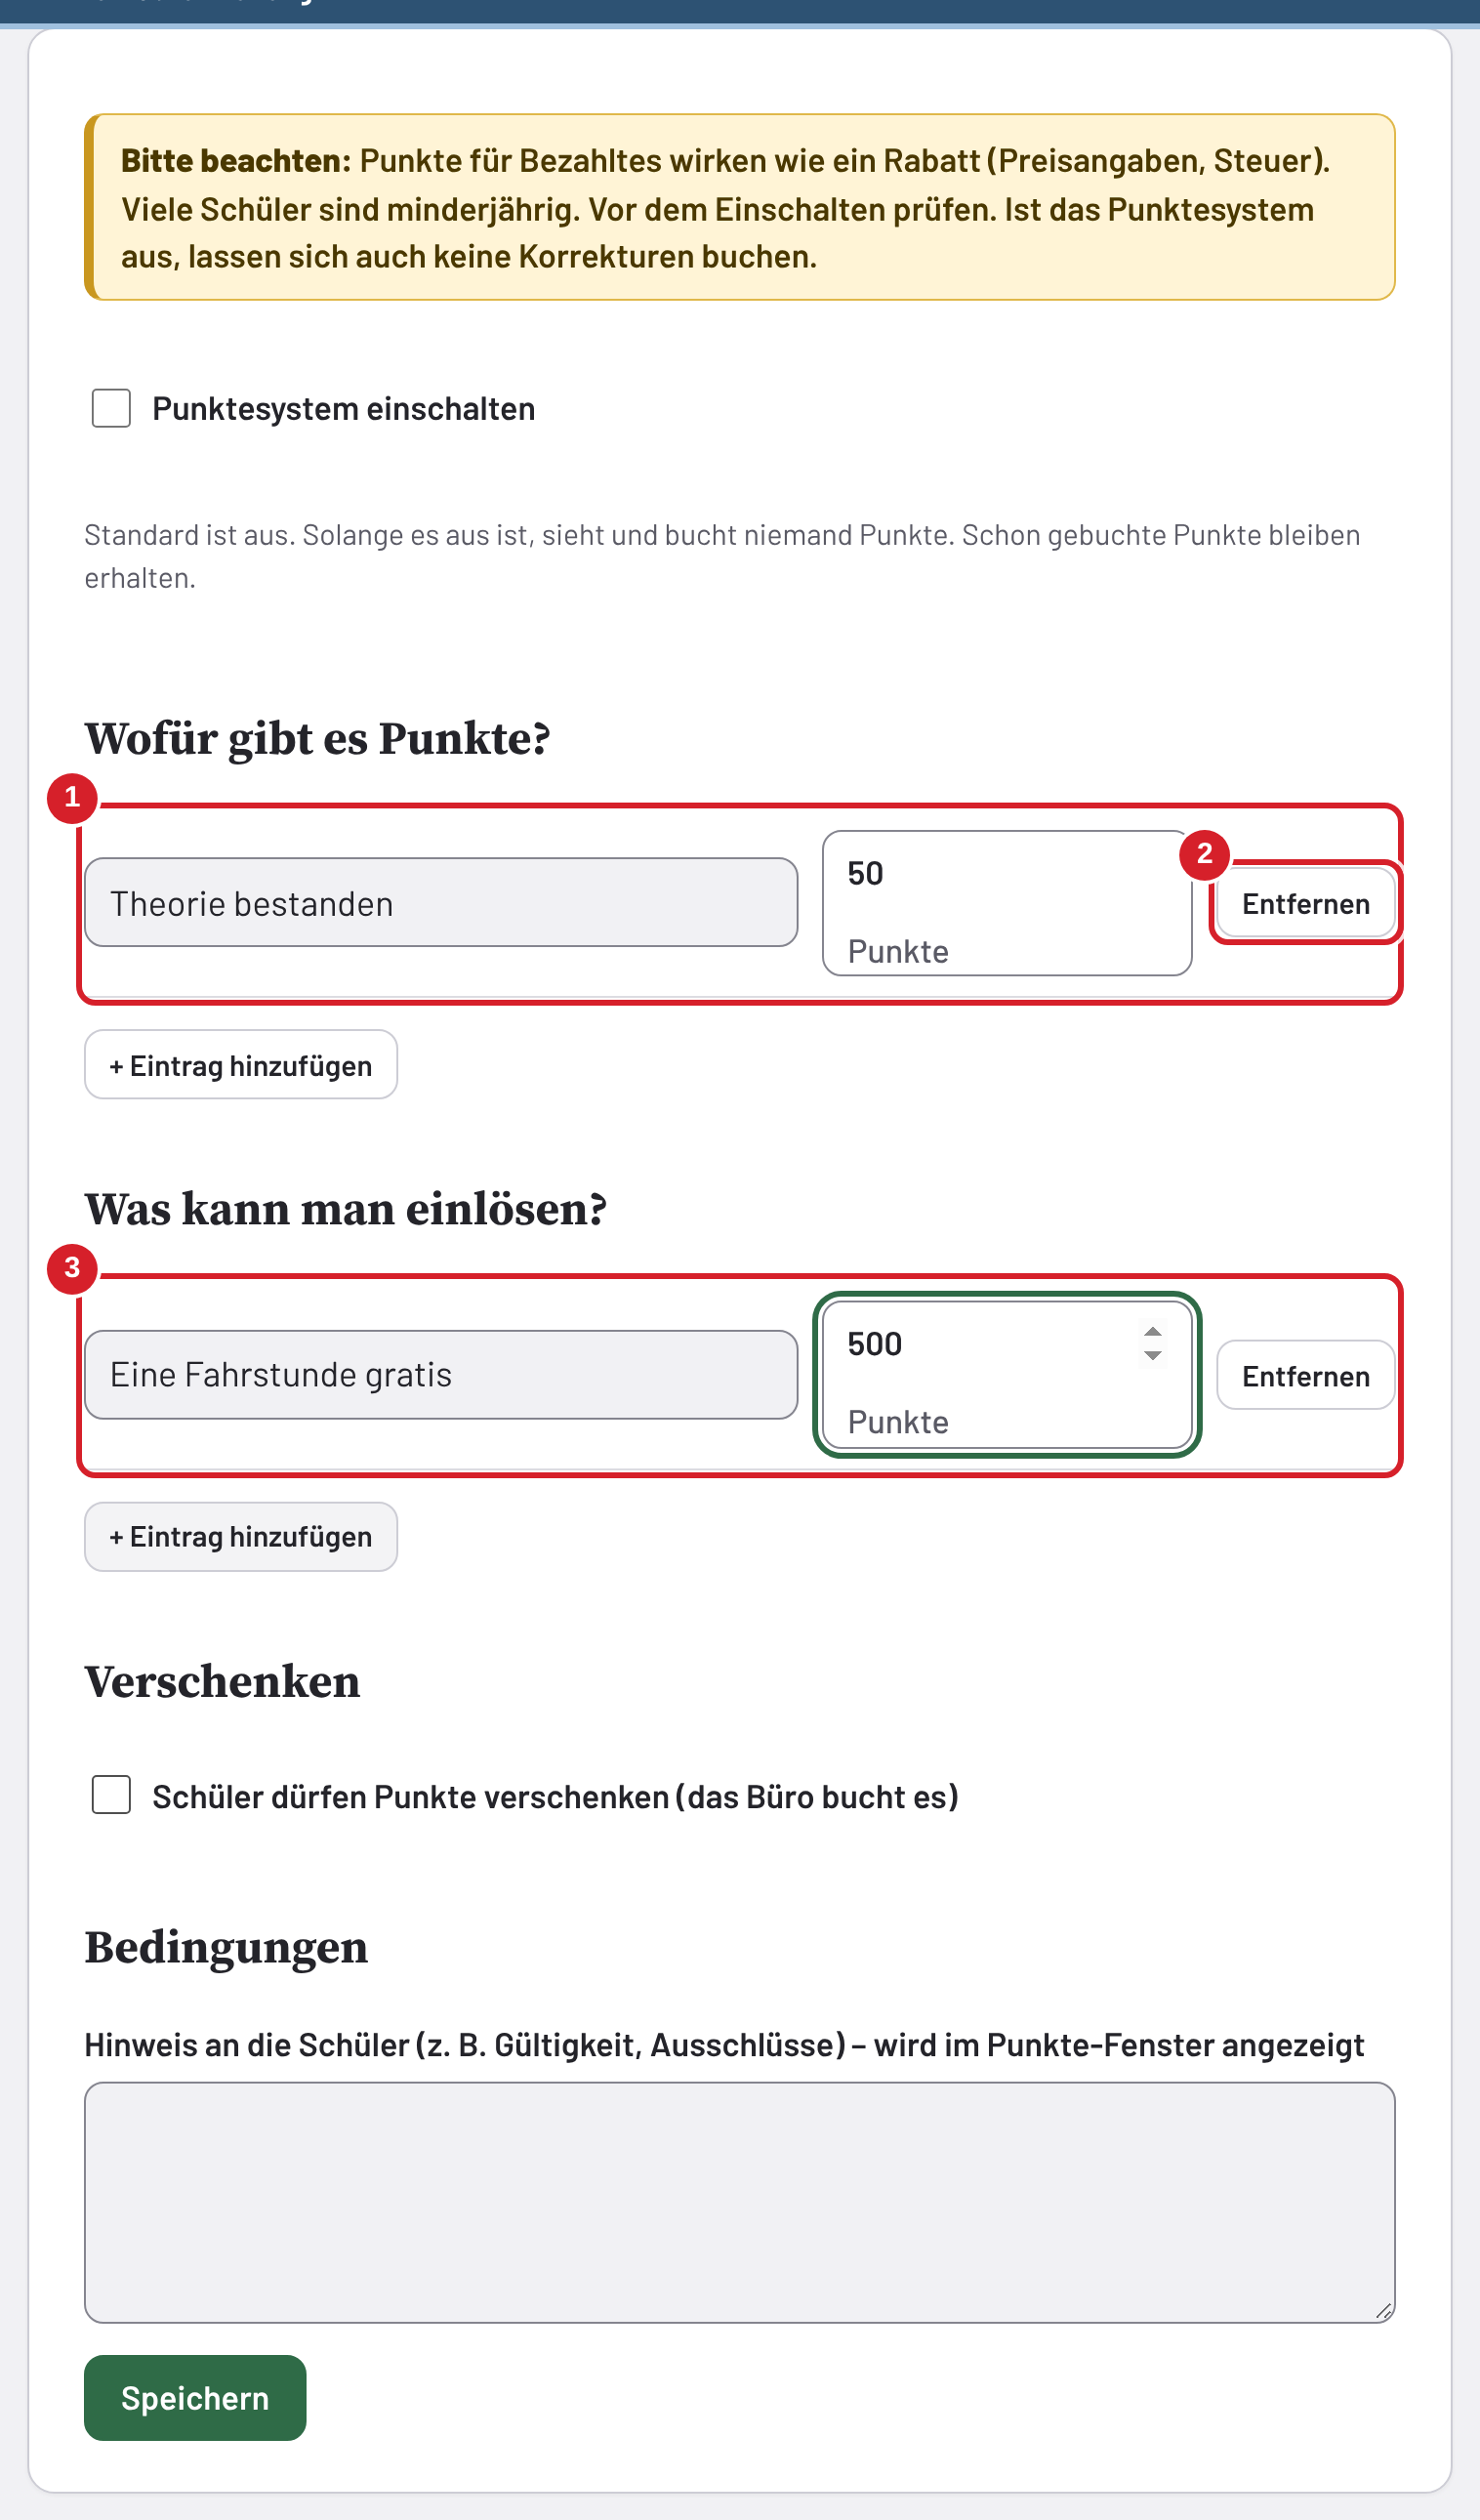 Bitte beachten: Punkte für Bezahltes wirken wie ein Rabatt (Preisangaben, Steuer).
Viele Schüler sind minderjährig. Vor dem Einschalten prüfen. Ist das Punktesystem
aus, lassen sich auch keine Korrekturen buchen.
Punktesystem einschalten
Standard ist aus. Solange es aus ist, sieht und bucht niemand Punkte. Schon gebuchte Punkte bleiben
erhalten.
Wofür gibt es Punkte?
1
Theorie bestanden
50
Punkte
2
Entfernen
+ Eintrag hinzufügen
Was kann man einlösen?
3
Eine Fahrstunde gratis
500
Punkte
Entfernen
+ Eintrag hinzufügen
Verschenken
Schüler dürfen Punkte verschenken (das Büro bucht es)
Bedingungen
Hinweis an die Schüler (z. B. Gültigkeit, Ausschlüsse) – wird im Punkte-Fenster angezeigt
Speichern